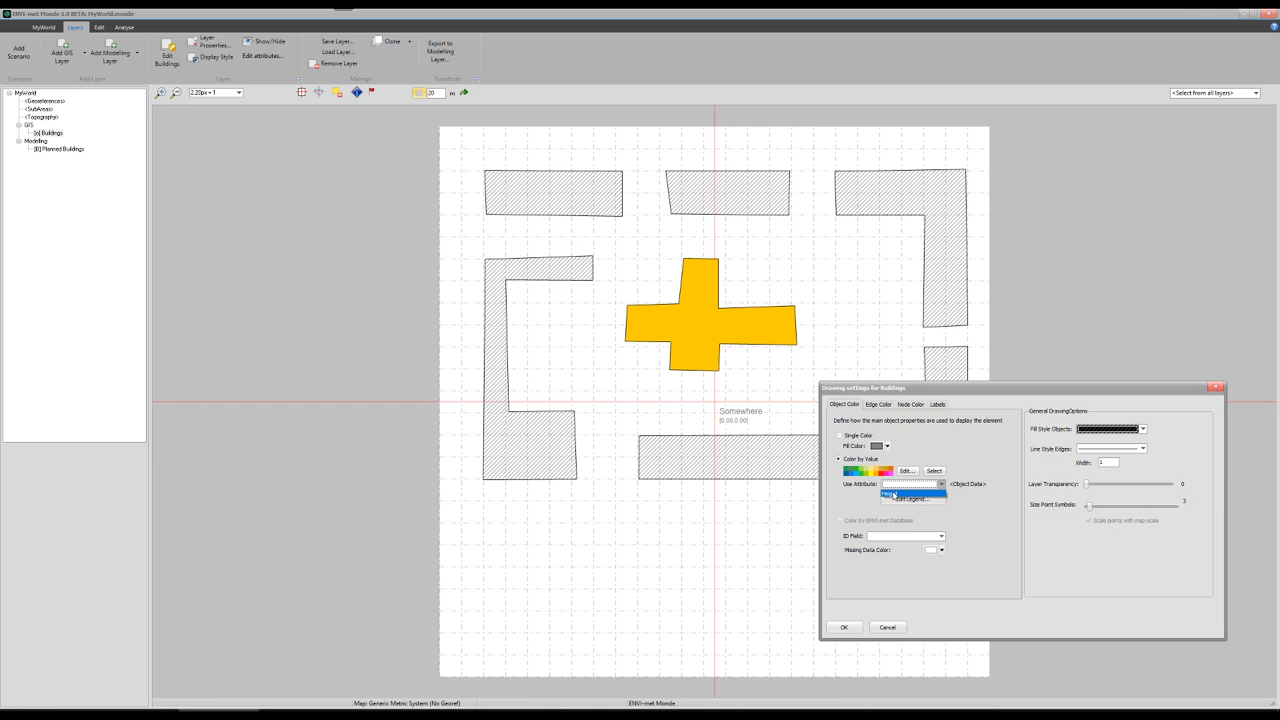 ENVI-met Monde 1.0 BETA: MyWorld.monde
MyWorld Layers Edit Analyse
Add Scenario
Add GIS Layer
Add Modelling Layer
Edit Buildings
Layer Properties...
Display Style
Show/Hide
Edit attributes...
Save Layer...
Load Layer...
Remove Layer
Clone
Export to Modelling Layer...
Scenarios Add Layer Layer Manage Transform
2.20px = 1
20 m
<Select from all layers>
MyWorld
<Georeferences>
<SubAreas>
<Topography>
GIS
[o] Buildings
Modelling
[B] Planned Buildings
Somewhere
[0.00,0.00]
Drawing settings for Buildings
Object Color Edge Color Node Color Labels
Define how the main object properties are used to display the element
Single Color
Fill Color:
Color by Value
Edit... Select
Use Attribute: <Object Data>
Edit Legend...
Color by ENVI-met Database
ID Field:
Missing Data Color:
OK Cancel
General DrawingOptions
Fill Style Objects:
Line Style Edges:
Width: 1
Layer Transparency: 0
Size Point Symbols: 3
Scale points with map scale
Map: Generic Metric System (No Georef)
ENVI-met Monde